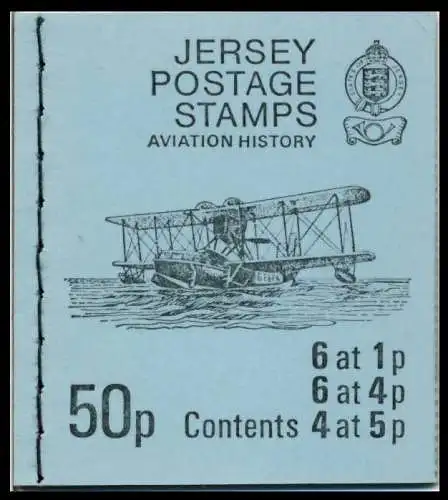 JERSEY
POSTAGE
STAMPS
AVIATION HISTORY
6 at 1p
6 at 4p
50p Contents 4 at 5p